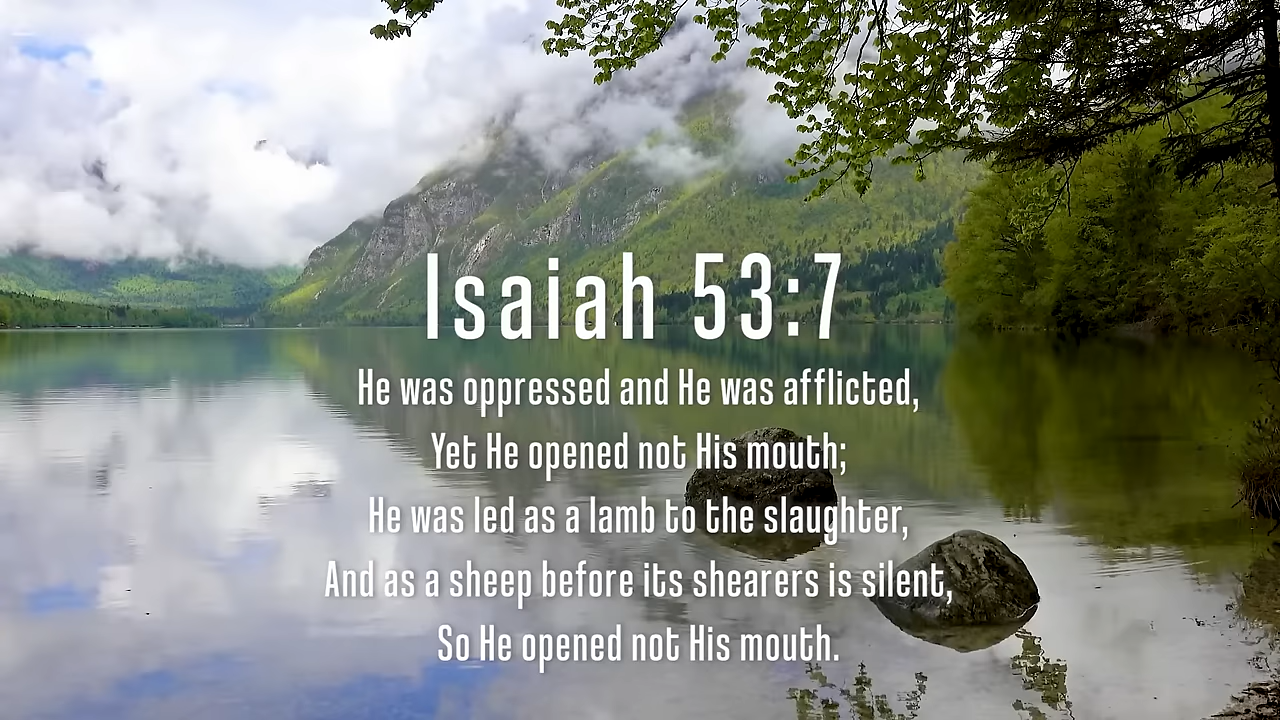 Isaiah 53:7
He was oppressed and He was afflicted,
Yet He opened not His mouth;
He was led as a lamb to the slaughter,
And as a sheep before its shearers is silent,
So He opened not His mouth.